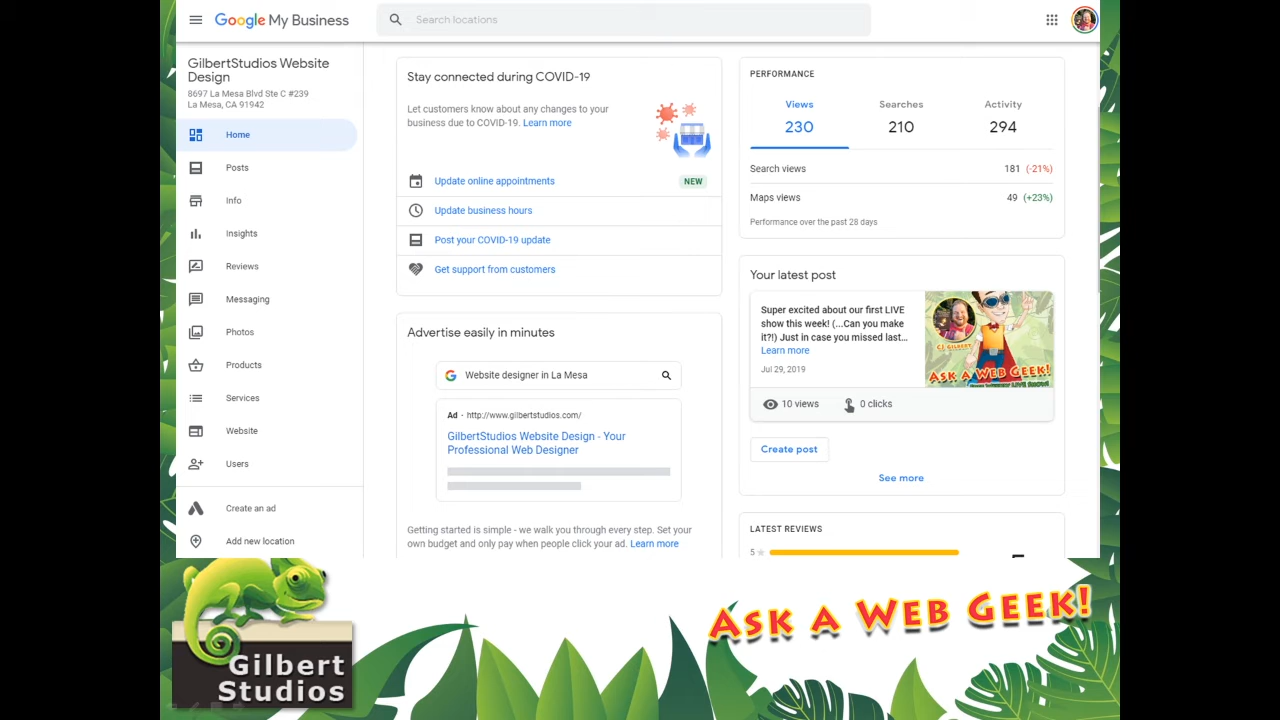 Google My Business
Search locations
GilbertStudios Website
Design
8697 La Mesa Blvd Ste C #239
La Mesa, CA 91942
Home
Posts
Info
Insights
Reviews
Messaging
Photos
Products
Services
Website
Users
Create an ad
Add new location
Stay connected during COVID-19
Let customers know about any changes to your
business due to COVID-19. Learn more
Update online appointments NEW
Update business hours
Post your COVID-19 update
Get support from customers
Advertise easily in minutes
Website designer in La Mesa
Ad · http://www.gilbertstudios.com/
GilbertStudios Website Design - Your
Professional Web Designer
Getting started is simple - we walk you through every step. Set your
own budget and only pay when people click your ad. Learn more
PERFORMANCE
Views Searches Activity
230 210 294
Search views 181 (-21%)
Maps views 49 (+23%)
Performance over the past 28 days
Your latest post
Super excited about our first LIVE
show this week! (...Can you make
it?!) Just in case you missed last...
Learn more
Jul 29, 2019
CJ GILBERT
ASK A WEB GEEK!
10 views 0 clicks
Create post
See more
LATEST REVIEWS
5
Gilbert
Studios
ASK A WEB GEEK!